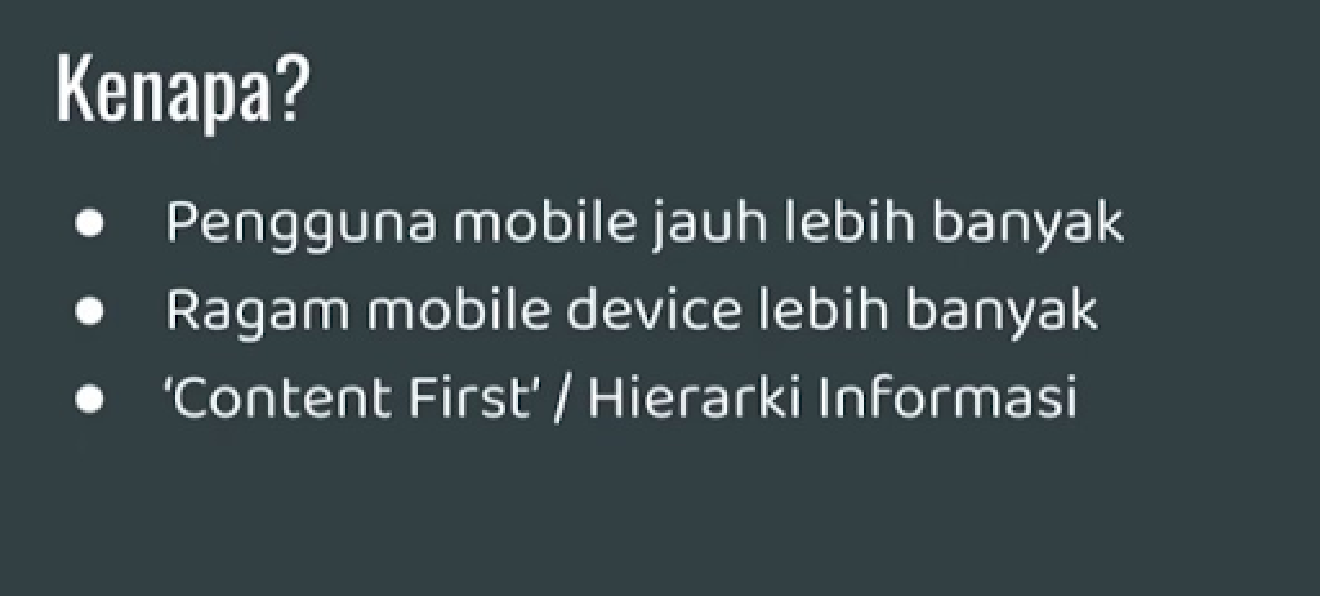 Kenapa?
● Pengguna mobile jauh lebih banyak
● Ragam mobile device lebih banyak
● ‘Content First’ / Hierarki Informasi